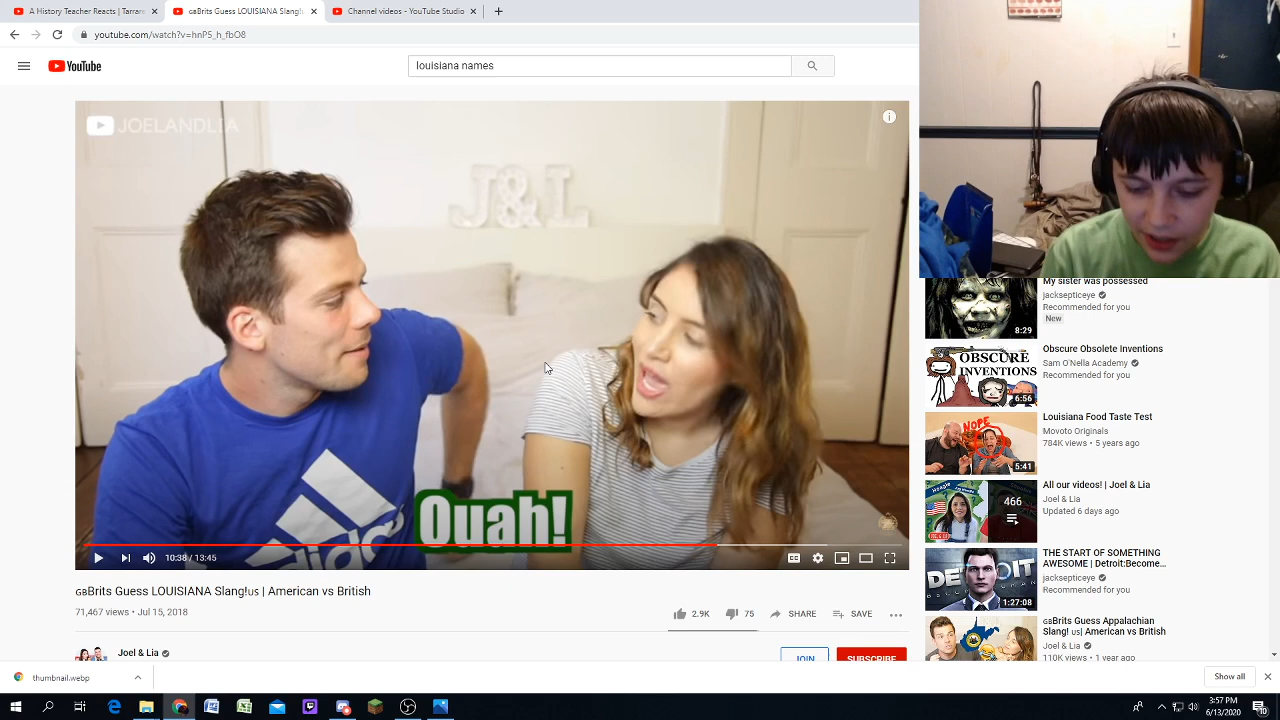 A History Teacher Reacts | Tarrare
GBBrits Guess LOUISIANA Slang!
Channel videos - YouTube Studio
youtube.com/watch?v=hnP5_h_fbO8
YouTube
louisiana names
JOELANDLIA
J&L
Ouah!
10:38 / 13:45
GBBrits Guess LOUISIANA Slang!US | American vs British
71,467 views • Jul 15, 2018
2.9K
75
SHARE
SAVE
Joel & Lia
JOIN
SUBSCRIBE
My sister was possessed
jacksepticeye
Recommended for you
New
8:29
OBSCURE
INVENTIONS
6:56
Obscure Obsolete Inventions
Sam O'Nella Academy
Recommended for you
NOPE
5:41
Louisiana Food Taste Test
Movoto Originals
784K views • 5 years ago
466
All our videos! | Joel & Lia
Joel & Lia
Updated 6 days ago
DETROIT
1:27:08
THE START OF SOMETHING
AWESOME | Detroit:Become...
jacksepticeye
Recommended for you
GBBrits Guess Appalachian
Slang! US| American vs British
Joel & Lia
110K views • 1 year ago
thumbnail.webp
Show all
3:57 PM
6/13/2020